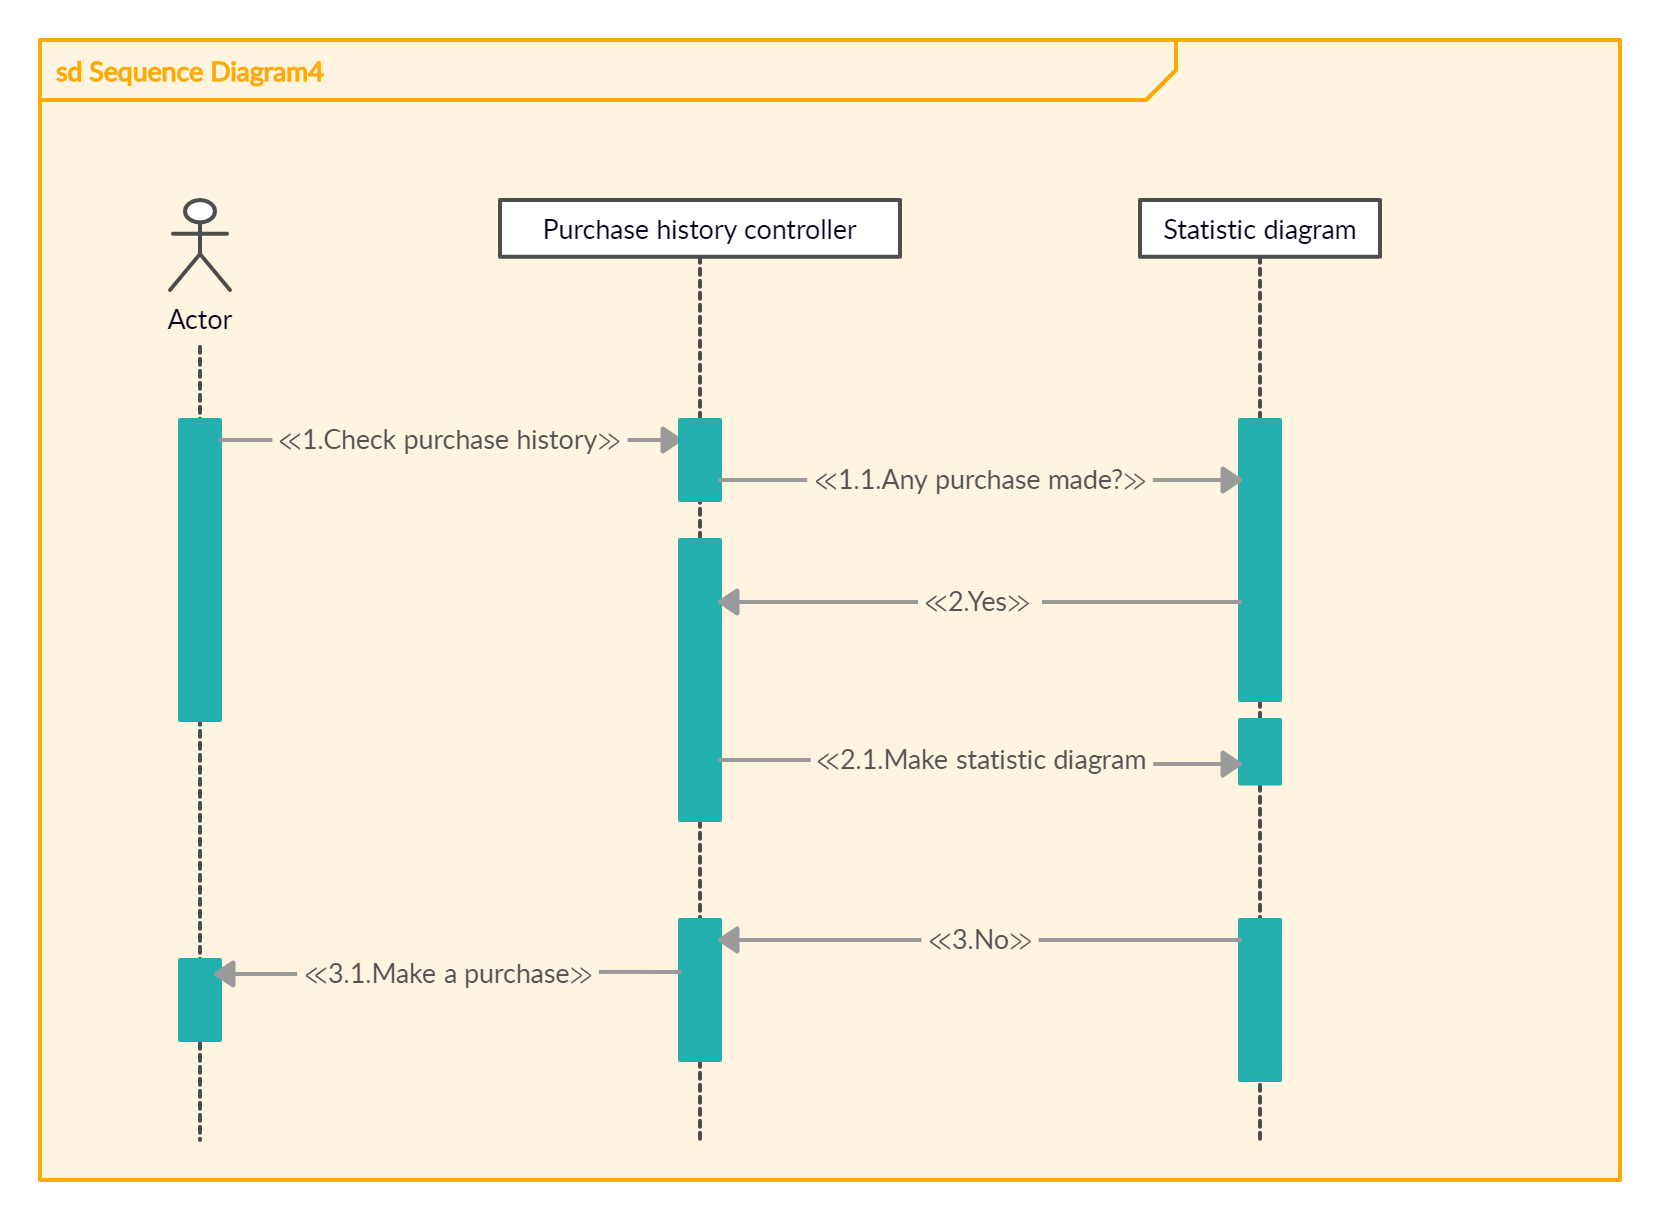 sd Sequence Diagram4
Actor
Purchase history controller
Statistic diagram
≪1.Check purchase history≫
≪1.1.Any purchase made?≫
≪2.Yes≫
≪2.1.Make statistic diagram
≪3.No≫
≪3.1.Make a purchase≫